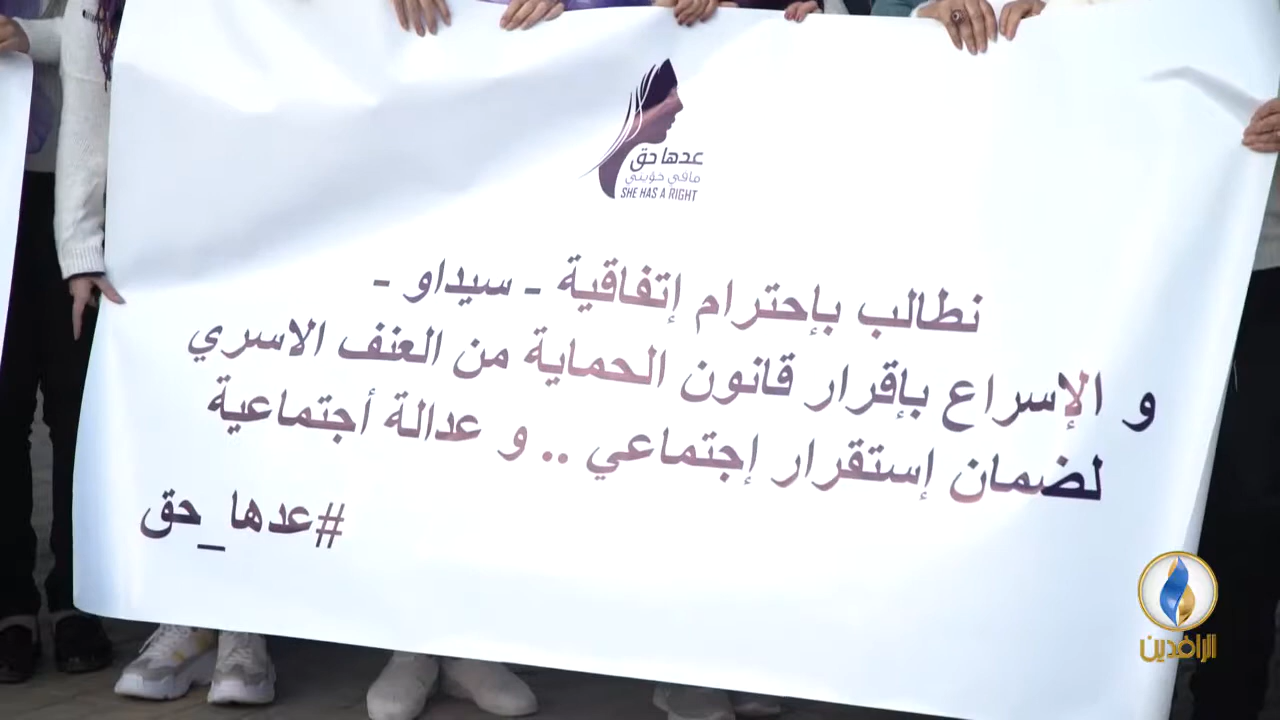 عدها حق
مافي خۆيتي
SHE HAS A RIGHT
نطالب بإحترام إتفاقية - سيداو -
و الإسراع بإقرار قانون الحماية من العنف الاسري
لضمان إستقرار إجتماعي .. و عدالة أجتماعية
#عدها_حق
الرافدين